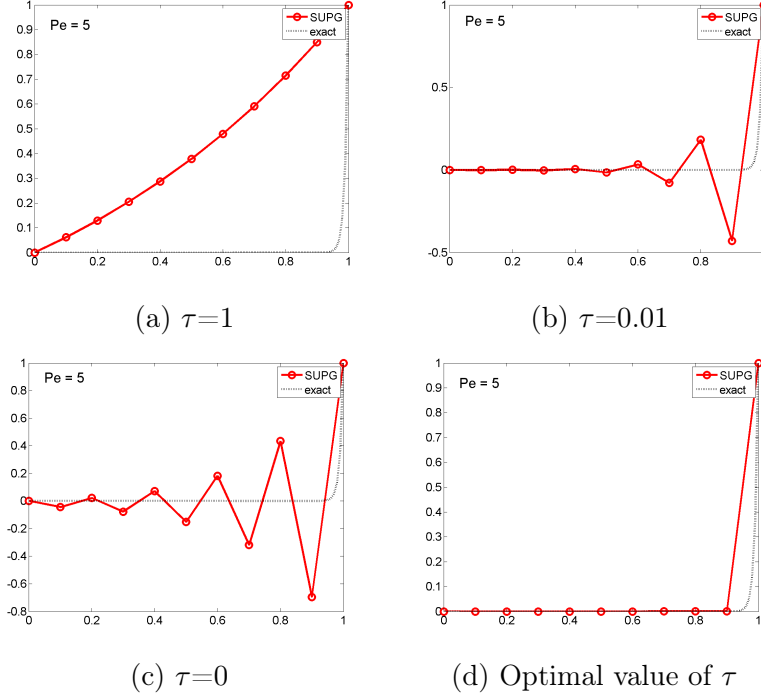 Pe = 5
SUPG
exact
1
0.9
0.8
0.7
0.6
0.5
0.4
0.3
0.2
0.1
0
0 0.2 0.4 0.6 0.8 1
(a) τ=1
Pe = 5
SUPG
exact
1
0.5
0
-0.5
0 0.2 0.4 0.6 0.8
(b) τ=0.01
Pe = 5
SUPG
exact
1
0.8
0.6
0.4
0.2
0
-0.2
-0.4
-0.6
-0.8
0 0.2 0.4 0.6 0.8 1
(c) τ=0
Pe = 5
SUPG
exact
1
0.9
0.8
0.7
0.6
0.5
0.4
0.3
0.2
0.1
0
0 0.2 0.4 0.6 0.8 1
(d) Optimal value of τ